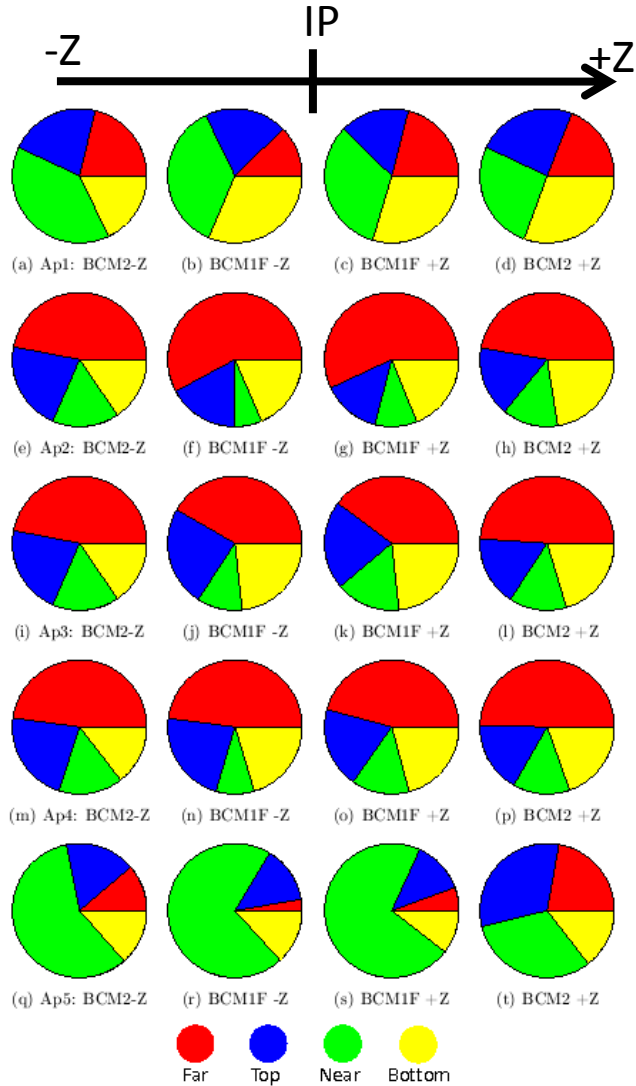 IP
-Z
+Z
(a) Ap1: BCM2-Z (b) BCM1F -Z (c) BCM1F +Z (d) BCM2 +Z
(e) Ap2: BCM2-Z (f) BCM1F -Z (g) BCM1F +Z (h) BCM2 +Z
(i) Ap3: BCM2-Z (j) BCM1F -Z (k) BCM1F +Z (l) BCM2 +Z
(m) Ap4: BCM2-Z (n) BCM1F -Z (o) BCM1F +Z (p) BCM2 +Z
(q) Ap5: BCM2-Z (r) BCM1F -Z (s) BCM1F +Z (t) BCM2 +Z
Far Top Near Bottom